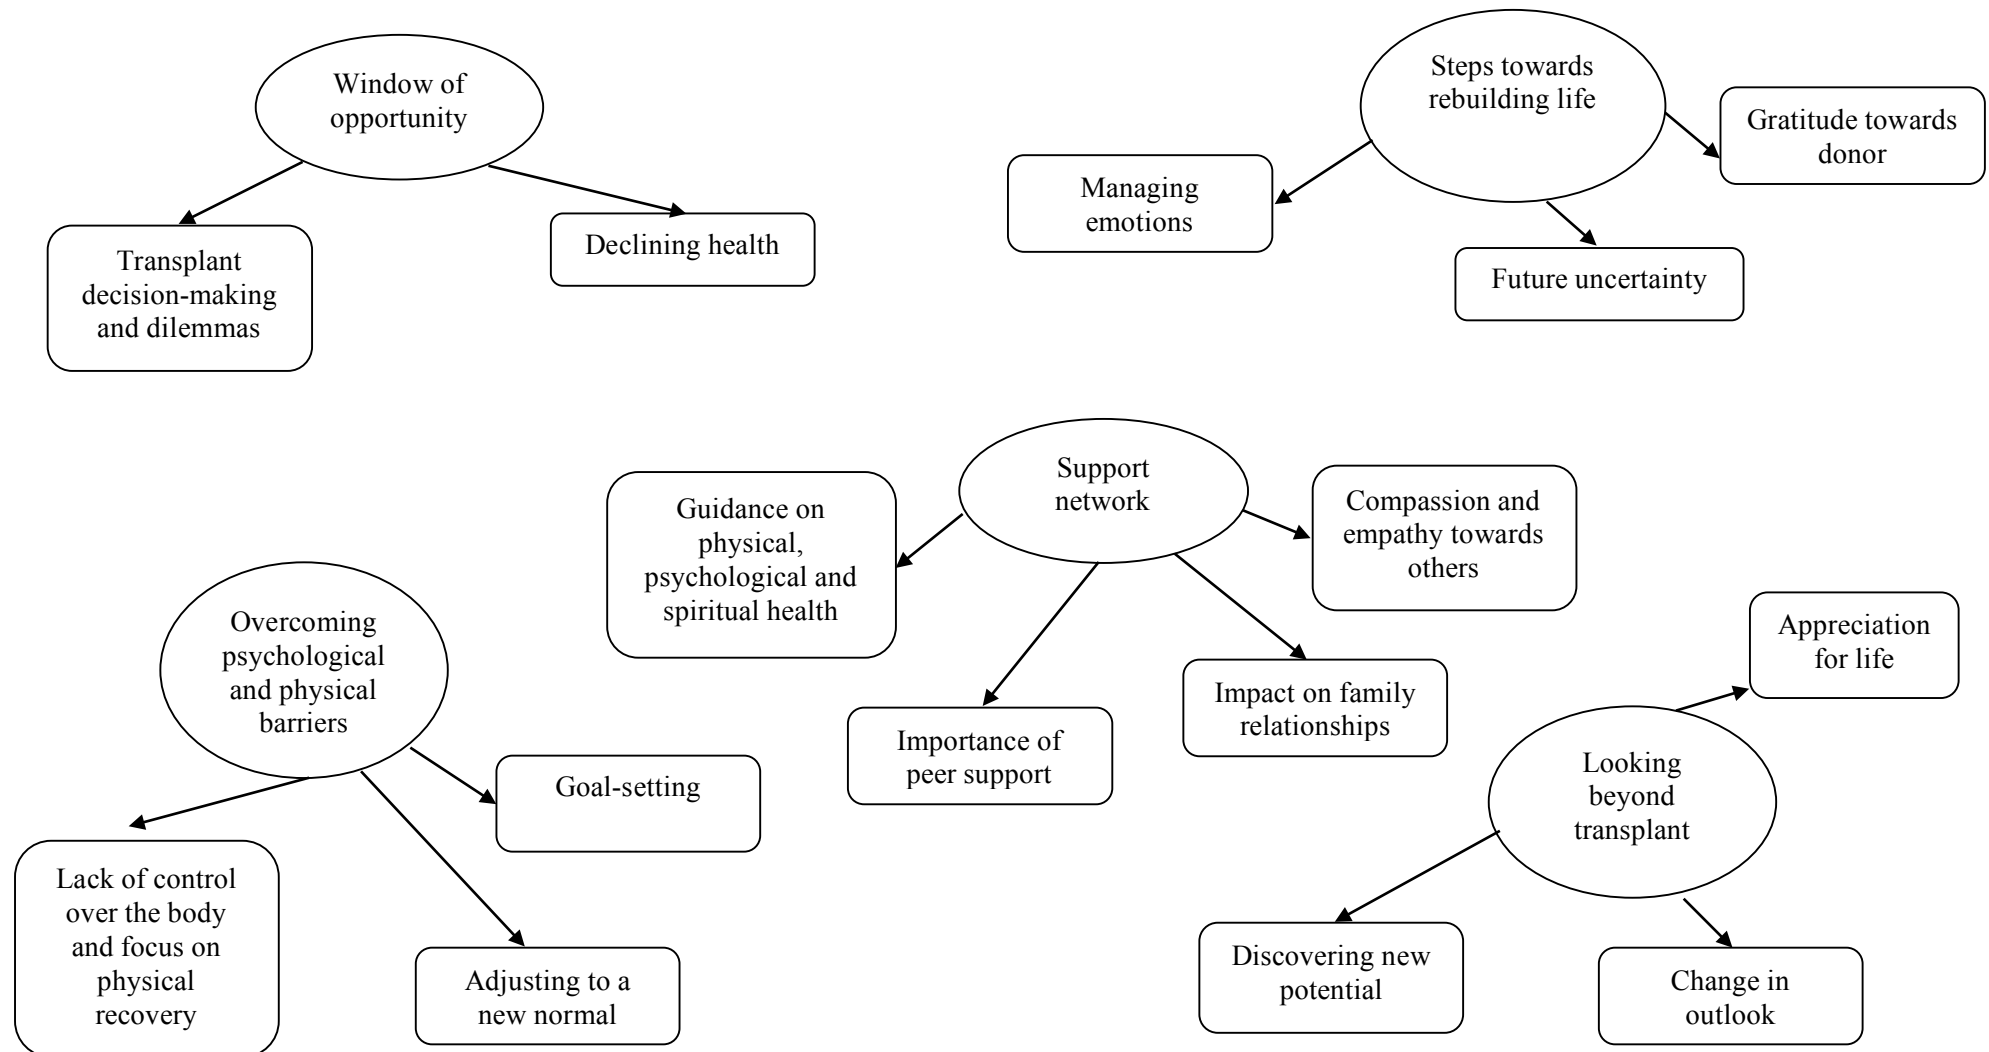 Window of
opportunity
Transplant
decision-making
and dilemmas
Declining health
Steps towards
rebuilding life
Managing
emotions
Future uncertainty
Gratitude towards
donor
Support
network
Guidance on
physical,
psychological and
spiritual health
Importance of
peer support
Impact on family
relationships
Compassion and
empathy towards
others
Overcoming
psychological
and physical
barriers
Lack of control
over the body
and focus on
physical
recovery
Adjusting to a
new normal
Goal-setting
Looking
beyond
transplant
Appreciation
for life
Discovering new
potential
Change in
outlook